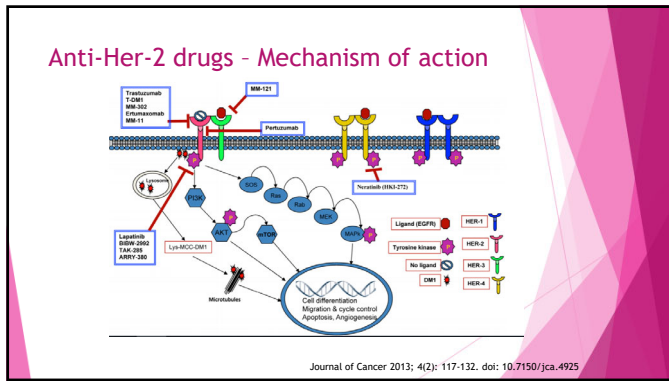 Anti-Her-2 drugs – Mechanism of action
Trastuzumab
T-DM1
MM-302
Ertumaxomab
MM-11
MM-121
Pertuzumab
P
P
P
P
P
Neratinib (HKI-272)
Lysosome
PI3K
SOS
Ras
Rab
MEK
MAPk
P
AKT
P
mTOR
Lapatinib
BIBW-2992
TAK-285
ARRY-380
Lys-MCC-DM1
Microtubules
Cell differentiation
Migration & cycle control
Apoptosis, Angiogenesis
Ligand (EGFR)
HER-1
Tyrosine kinase
P
HER-2
No ligand
HER-3
DM1
HER-4
Journal of Cancer 2013; 4(2): 117-132. doi: 10.7150/jca.4925